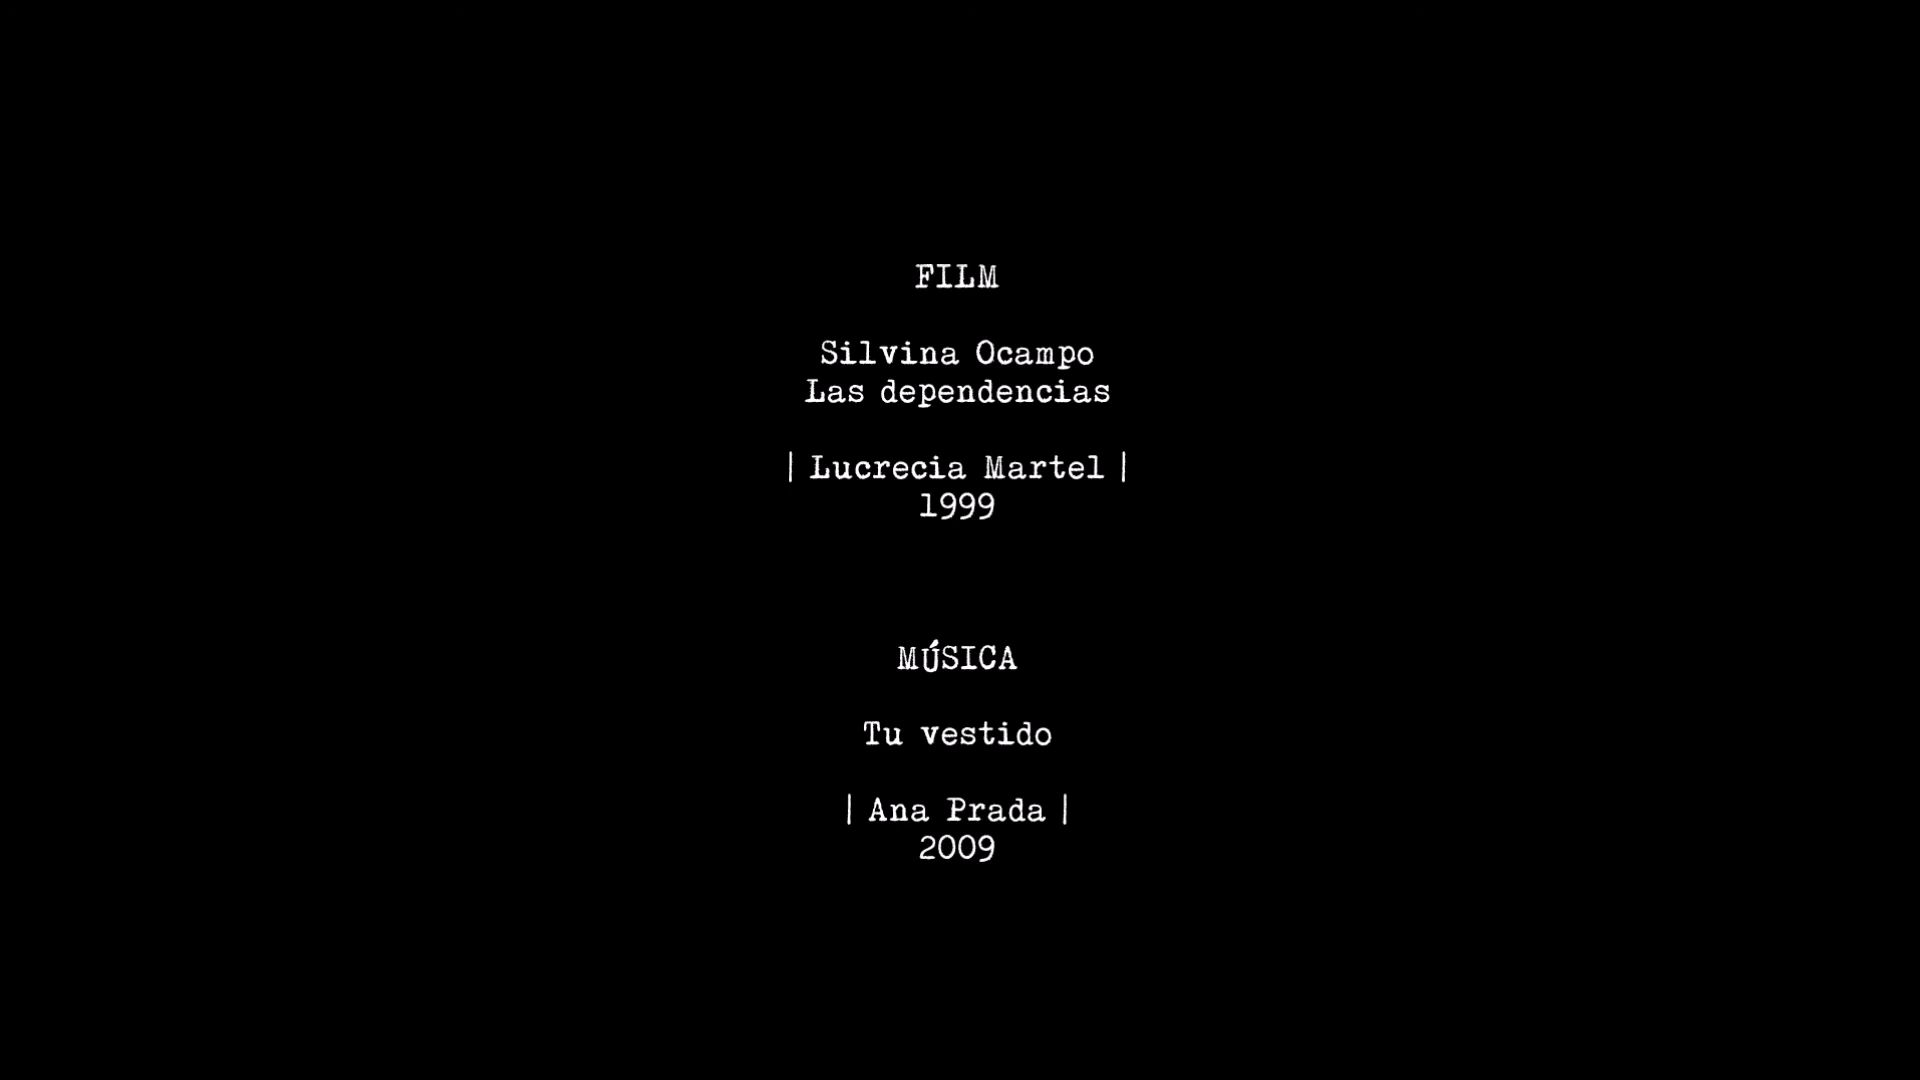 FILM
Silvina Ocampo
Las dependencias
| Lucrecia Martel |
1999
MÚSICA
Tu vestido
| Ana Prada |
2009